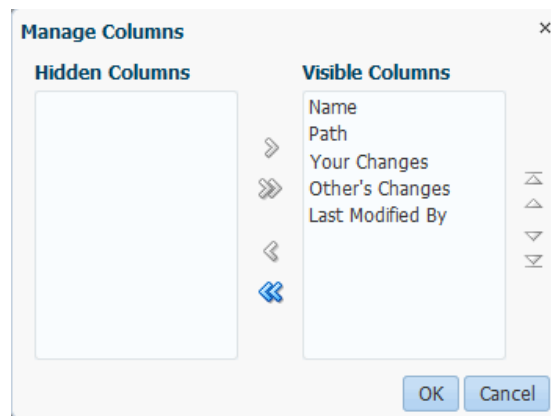 Manage Columns
Hidden Columns
Visible Columns
Name
Path
Your Changes
Other's Changes
Last Modified By
OK
Cancel